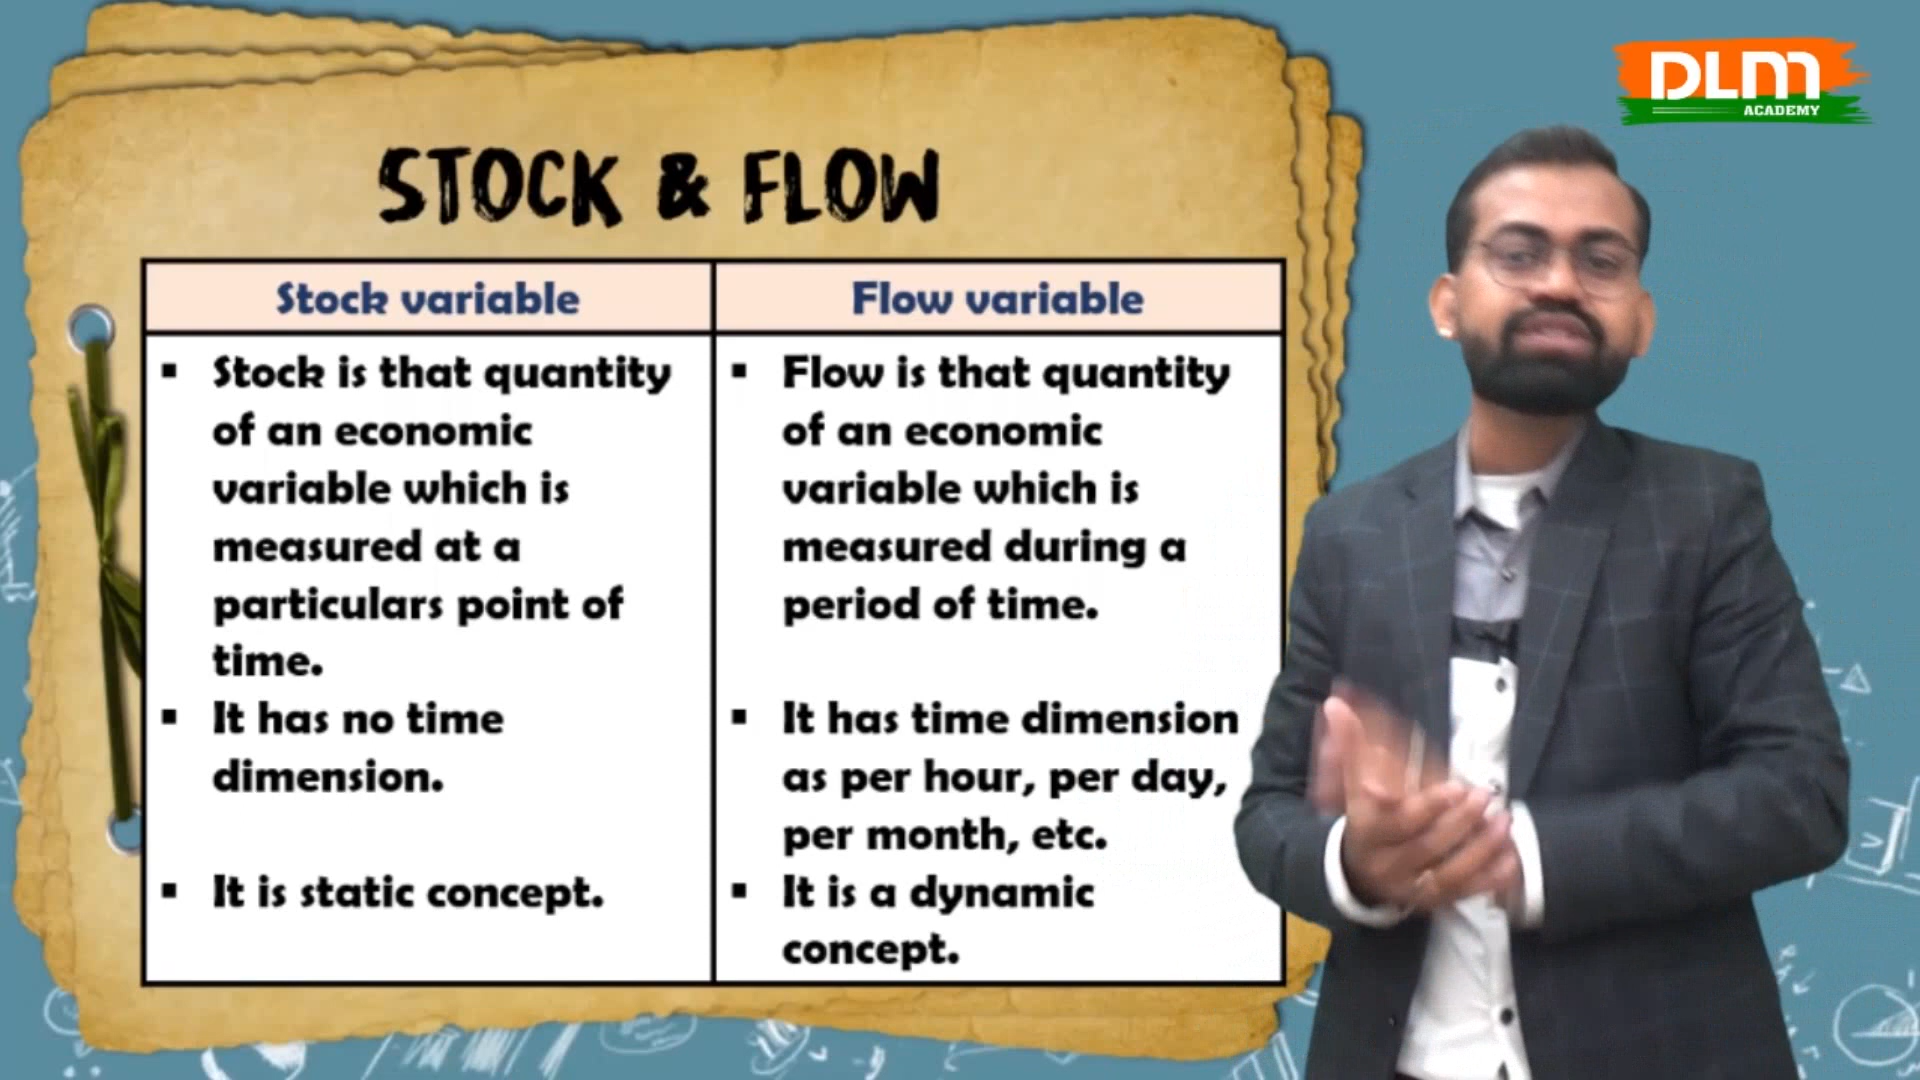 DLM
ACADEMY
STOCK & FLOW
Stock variable
Flow variable
▪ Stock is that quantity
of an economic
variable which is
measured at a
particulars point of
time.
▪ It has no time
dimension.
▪ It is static concept.
▪ Flow is that quantity
of an economic
variable which is
measured during a
period of time.
▪ It has time dimension
as per hour, per day,
per month, etc.
▪ It is a dynamic
concept.